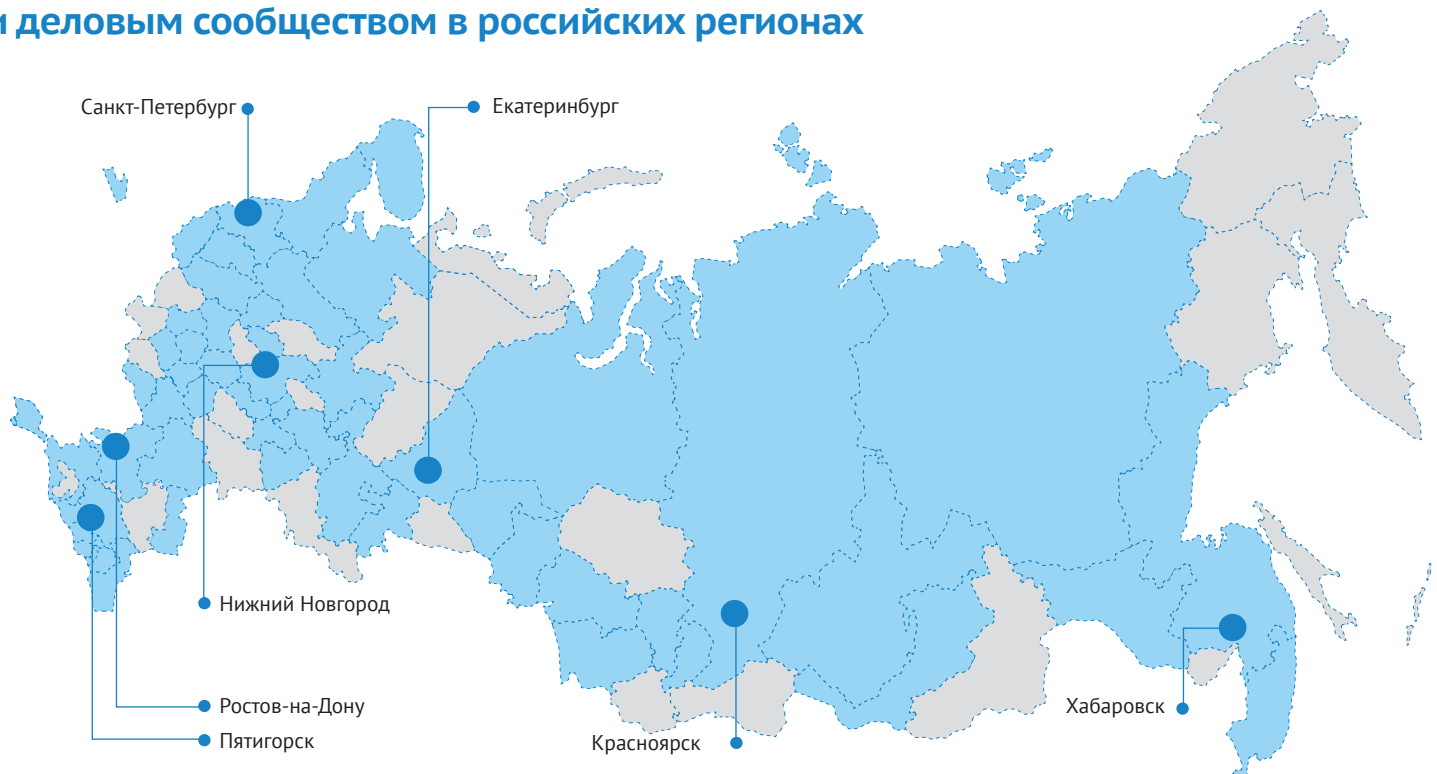 и деловым сообществом в российских регионах
Санкт-Петербург
Екатеринбург
Нижний Новгород
Ростов-на-Дону
Пятигорск
Красноярск
Хабаровск